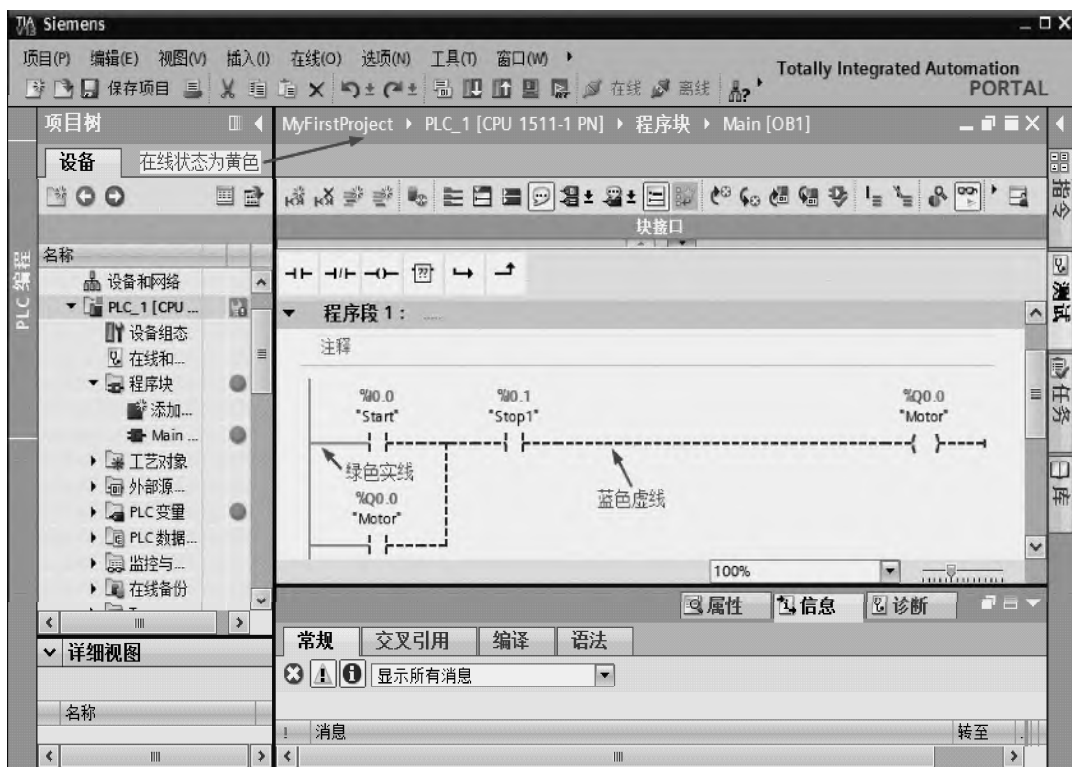 TIA V13 Siemens
项目(P) 编辑(E) 视图(V) 插入(I) 在线(O) 选项(N) 工具(T) 窗口(W)
Totally Integrated Automation
PORTAL
保存项目 在线 离线
项目树
MyFirstProject PLC_1 [CPU 1511-1 PN] 程序块 Main [OB1]
设备
在线状态为黄色
块接口
名称
设备和网络
PLC_1 [CPU ...
设备组态
在线和...
程序块
添加...
Main ...
工艺对象
外部源...
PLC 变量
PLC 数据...
监控与...
在线备份
PLC 编程
程序段 1： .....
注释
%I0.0
"Start"
%I0.1
"Stop1"
%Q0.0
"Motor"
绿色实线
蓝色虚线
%Q0.0
"Motor"
100%
属性 信息 诊断
常规 交叉引用 编译 语法
显示所有消息
! 消息 转至
详细视图
名称
指令
测试
任务
库